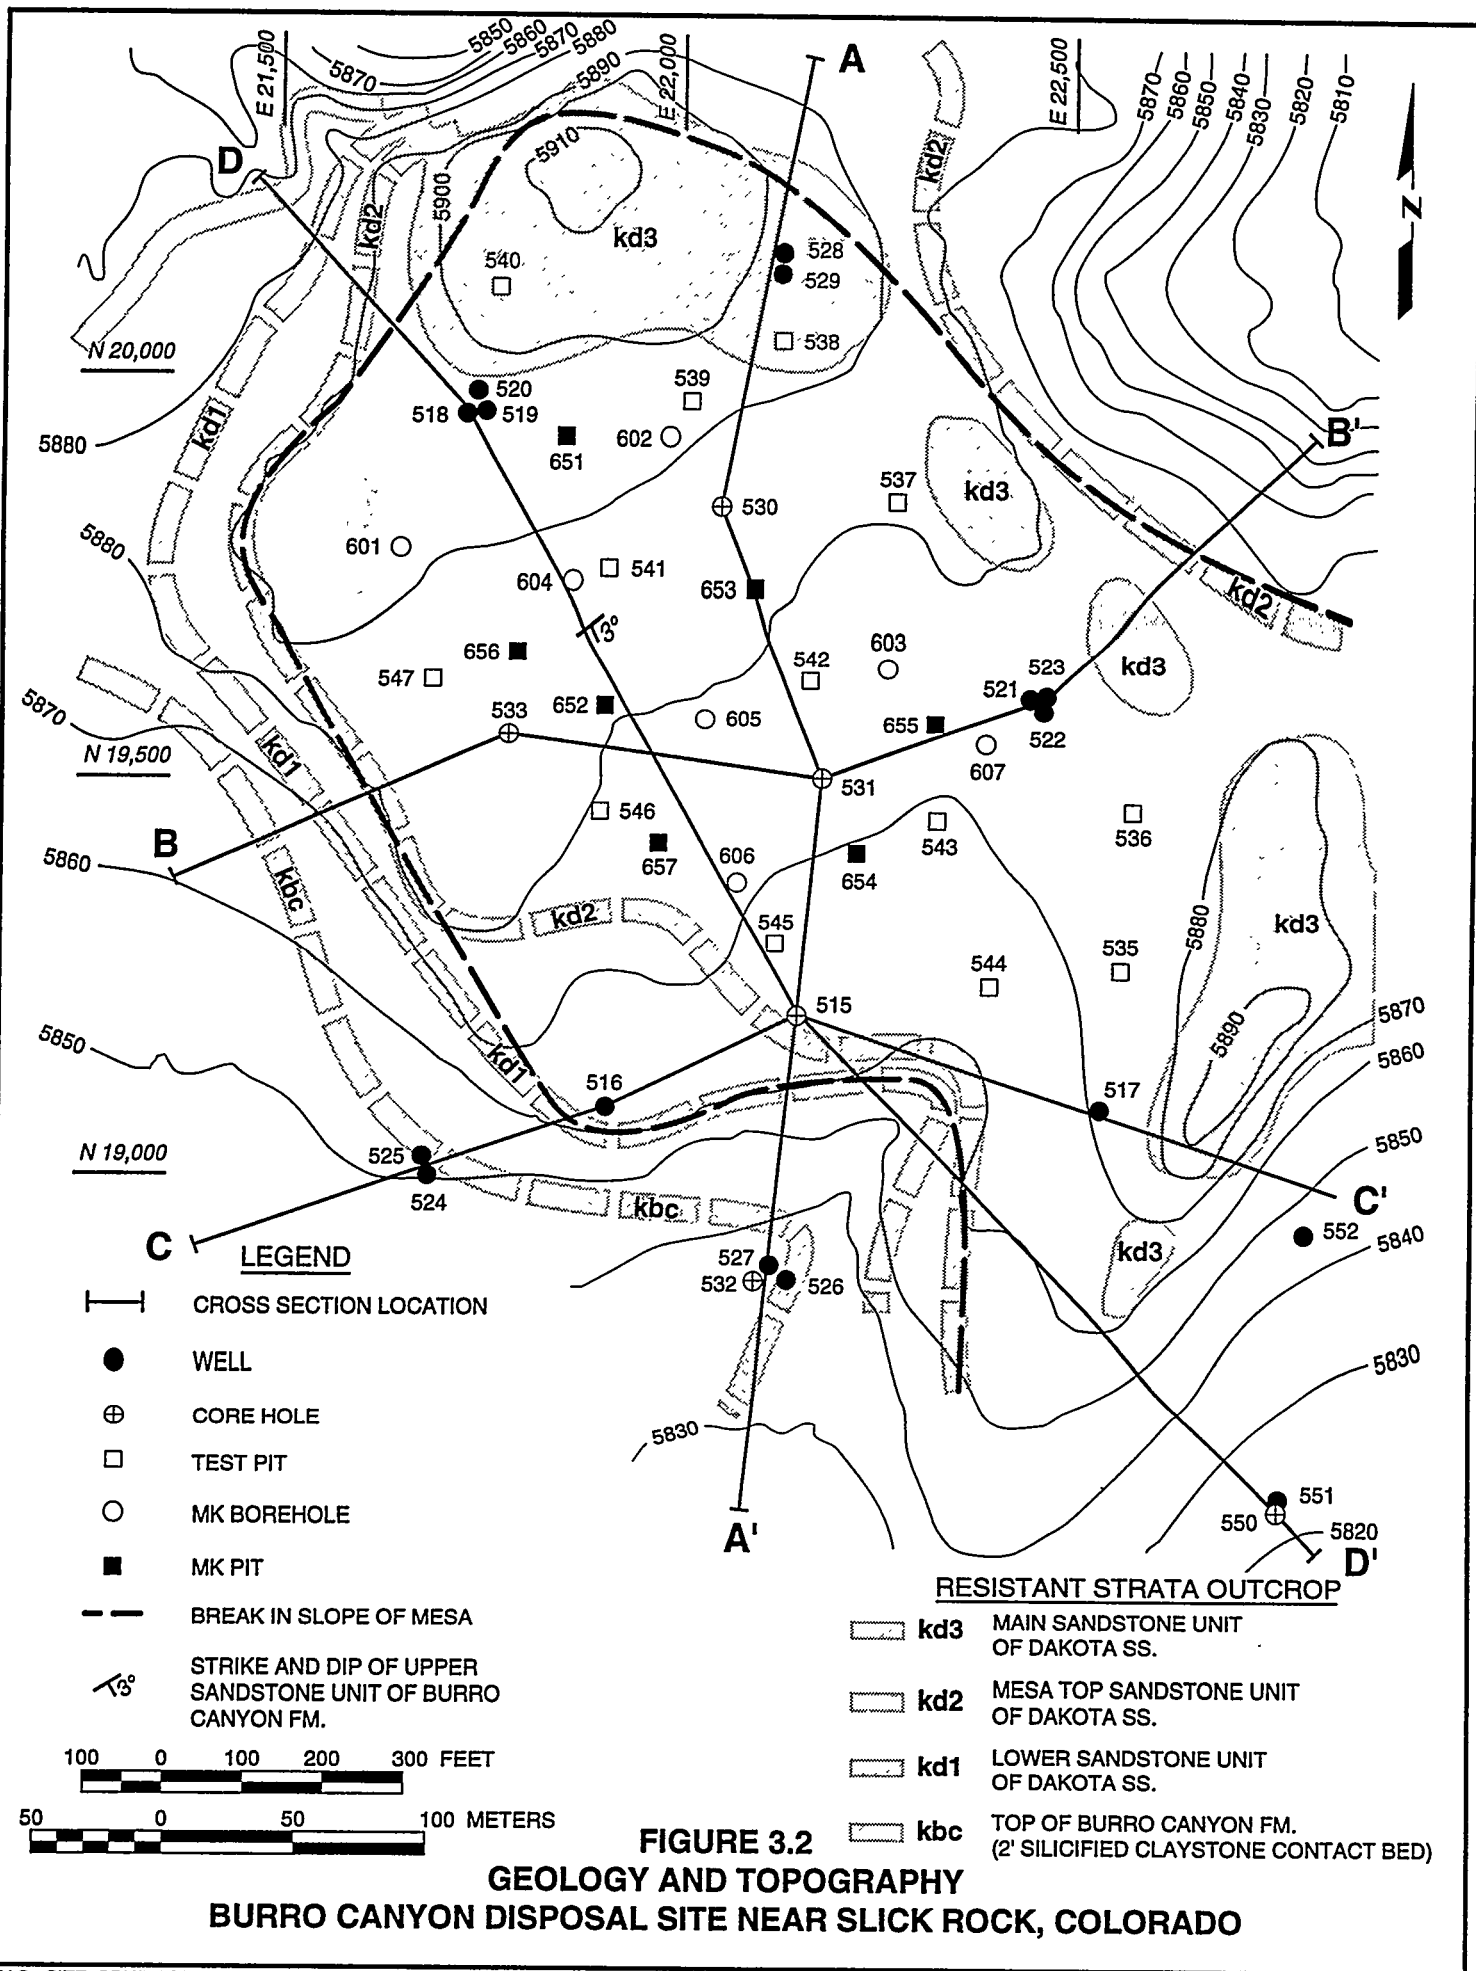 5850
5860
5870
5880
5890
5870
E 21,500
E 22,000
E 22,500
A
5870
5860
5850
5840
5830
5820
5810
N
D
kd2
5900
5910
kd3
kd2
540
528
529
538
N 20,000
kd1
5880
518
520
519
539
602
651
B'
537
kd3
530
5880
601
604
541
653
3°
kd2
656
547
603
542
523
521
522
kd3
5870
533
652
605
655
607
N 19,500
kd1
531
B
546
543
536
5860
657
606
654
kbc
kd2
545
5880
kd3
544
535
515
5870
5890
5850
kd1
5860
516
517
N 19,000
525
524
5850
C
kbc
C'
kd3
552
5840
527
532
526
5830
5830
A'
551
550
5820
D'
LEGEND
CROSS SECTION LOCATION
WELL
CORE HOLE
TEST PIT
MK BOREHOLE
MK PIT
BREAK IN SLOPE OF MESA
3°
STRIKE AND DIP OF UPPER
SANDSTONE UNIT OF BURRO
CANYON FM.
100 0 100 200 300 FEET
50 0 50 100 METERS
RESISTANT STRATA OUTCROP
kd3 MAIN SANDSTONE UNIT
OF DAKOTA SS.
kd2 MESA TOP SANDSTONE UNIT
OF DAKOTA SS.
kd1 LOWER SANDSTONE UNIT
OF DAKOTA SS.
kbc TOP OF BURRO CANYON FM.
(2' SILICIFIED CLAYSTONE CONTACT BED)
FIGURE 3.2
GEOLOGY AND TOPOGRAPHY
BURRO CANYON DISPOSAL SITE NEAR SLICK ROCK, COLORADO